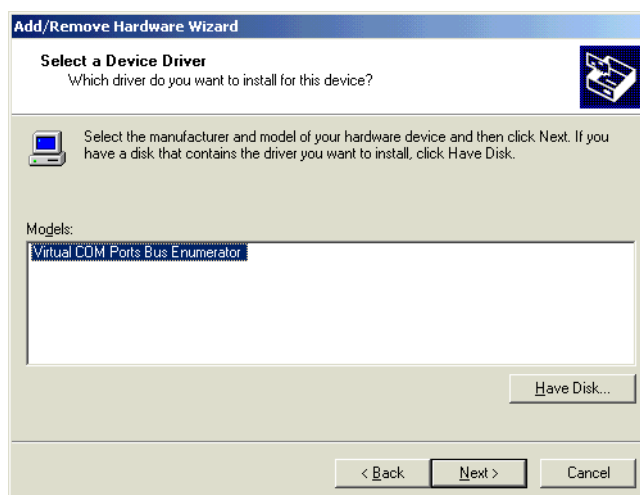 Add/Remove Hardware Wizard
Select a Device Driver
Which driver do you want to install for this device?
Select the manufacturer and model of your hardware device and then click Next. If you
have a disk that contains the driver you want to install, click Have Disk.
Models:
Virtual COM Ports Bus Enumerator
Have Disk...
< Back
Next >
Cancel